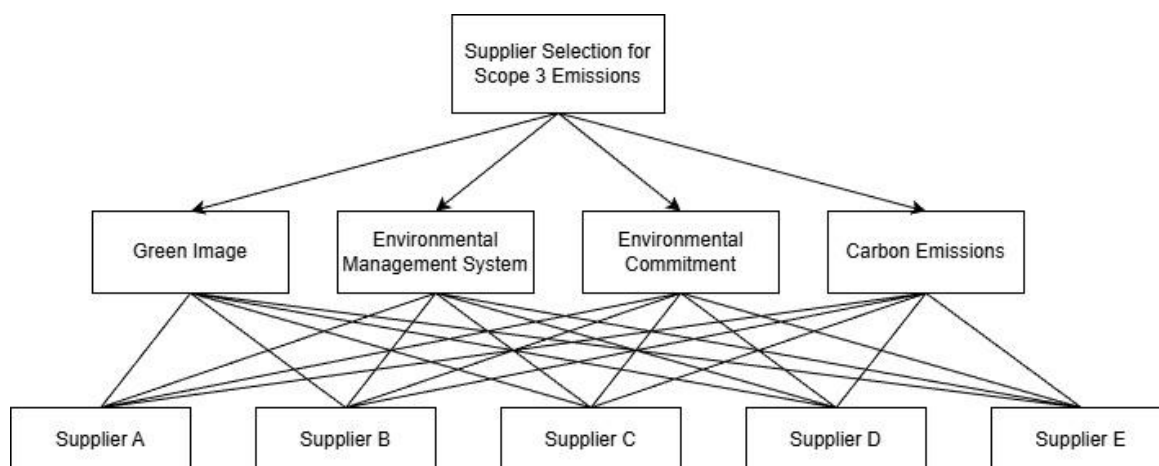 Supplier Selection for
Scope 3 Emissions
Green Image
Environmental
Management System
Environmental
Commitment
Carbon Emissions
Supplier A
Supplier B
Supplier C
Supplier D
Supplier E